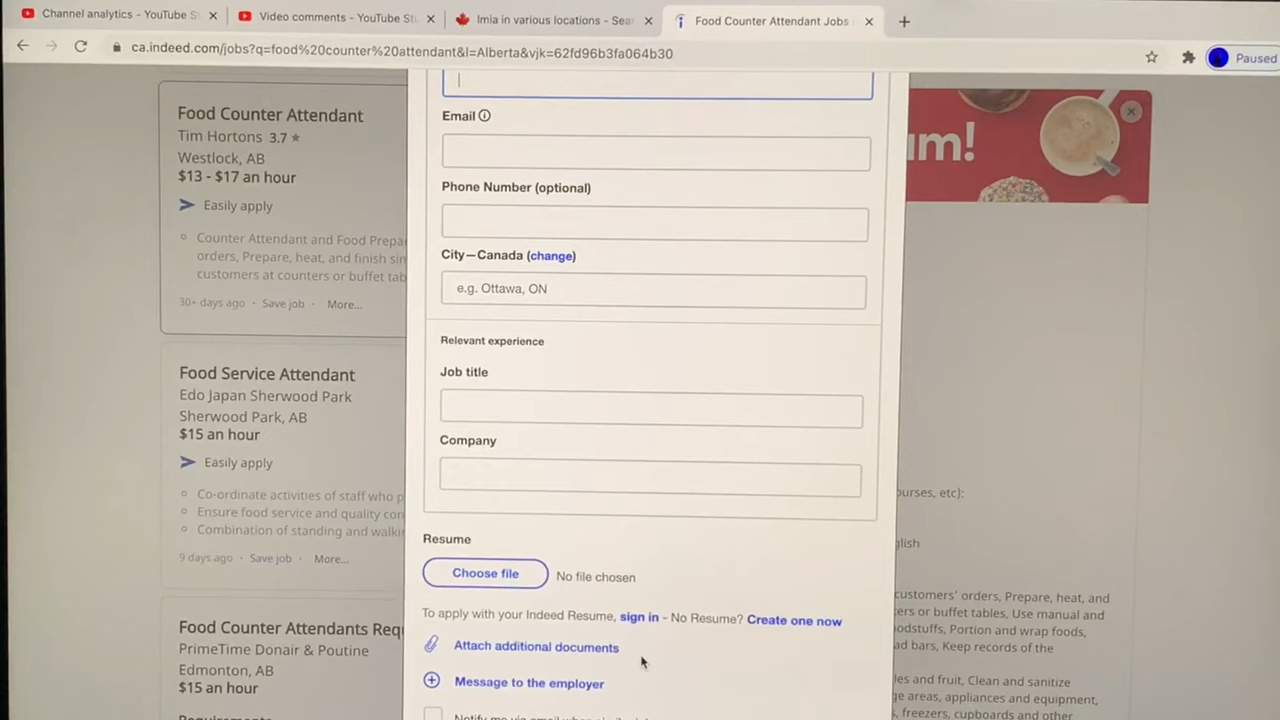 Channel analytics - YouTube S
Video comments - YouTube Stu
lmia in various locations - Sear
Food Counter Attendant Jobs
ca.indeed.com/jobs?q=food%20counter%20attendant&l=Alberta&vjk=62fd96b3fa064b30
Paused
Food Counter Attendant
Tim Hortons 3.7 ★
Westlock, AB
$13 - $17 an hour
Easily apply
Counter Attendant and Food Prepa
orders, Prepare, heat, and finish sim
customers at counters or buffet tab
30+ days ago · Save job · More...
Food Service Attendant
Edo Japan Sherwood Park
Sherwood Park, AB
$15 an hour
Easily apply
Co-ordinate activities of staff who p
Ensure food service and quality con
Combination of standing and walki
9 days ago · Save job · More...
Food Counter Attendants Requ
PrimeTime Donair & Poutine
Edmonton, AB
$15 an hour
Email
Phone Number (optional)
City—Canada (change)
e.g. Ottawa, ON
Relevant experience
Job title
Company
Resume
Choose file No file chosen
To apply with your Indeed Resume, sign in - No Resume? Create one now
Attach additional documents
Message to the employer
um!
ourses, etc):
glish
customers' orders, Prepare, heat, and
ers or buffet tables, Use manual and
odstuffs, Portion and wrap foods,
ad bars, Keep records of the
les and fruit, Clean and sanitize
ge areas, appliances and equipment,
s, freezers, cupboards and other